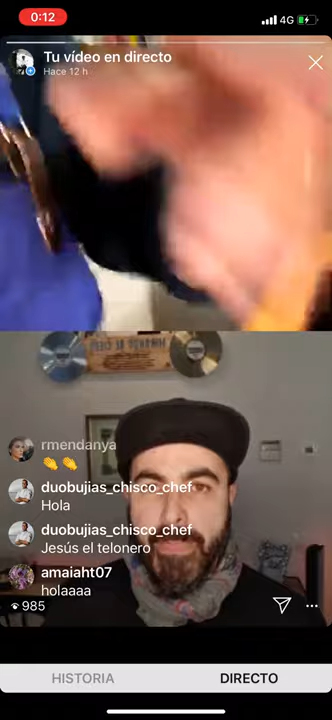 0:12
4G
Tu vídeo en directo
Hace 12 h
rmendanya
👏👏
duobujias_chisco_chef
Hola
duobujias_chisco_chef
Jesús el telonero
amaiaht07
holaaaa
985
HISTORIA
DIRECTO